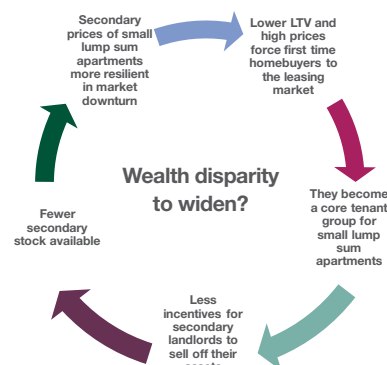 Secondary
prices of small
lump sum
apartments
more resilient
in market
downturn
Lower LTV and
high prices
force first time
homebuyers to
the leasing
market
They become
a core tenant
group for
small lump
sum
apartments
Less
incentives for
secondary
landlords to
sell off their
Fewer
secondary
stock available
Wealth disparity
to widen?